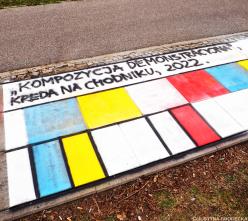 „KOMPOZYCJA DEMONSTRACYJNA”,
KREDA NA CHODNIKU, 2022.